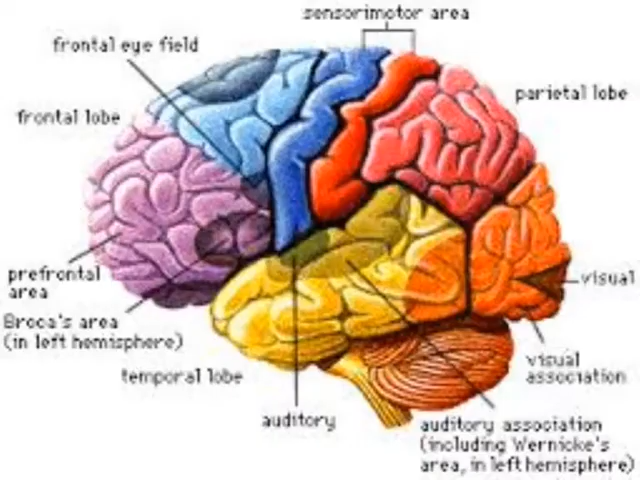 sensorimotor area
frontal eye field
parietal lobe
frontal lobe
prefrontal
area
visual
Broca's area
(in left hemisphere)
visual
association
temporal lobe
auditory
auditory association
(including Wernicke's
area, in left hemisphere)